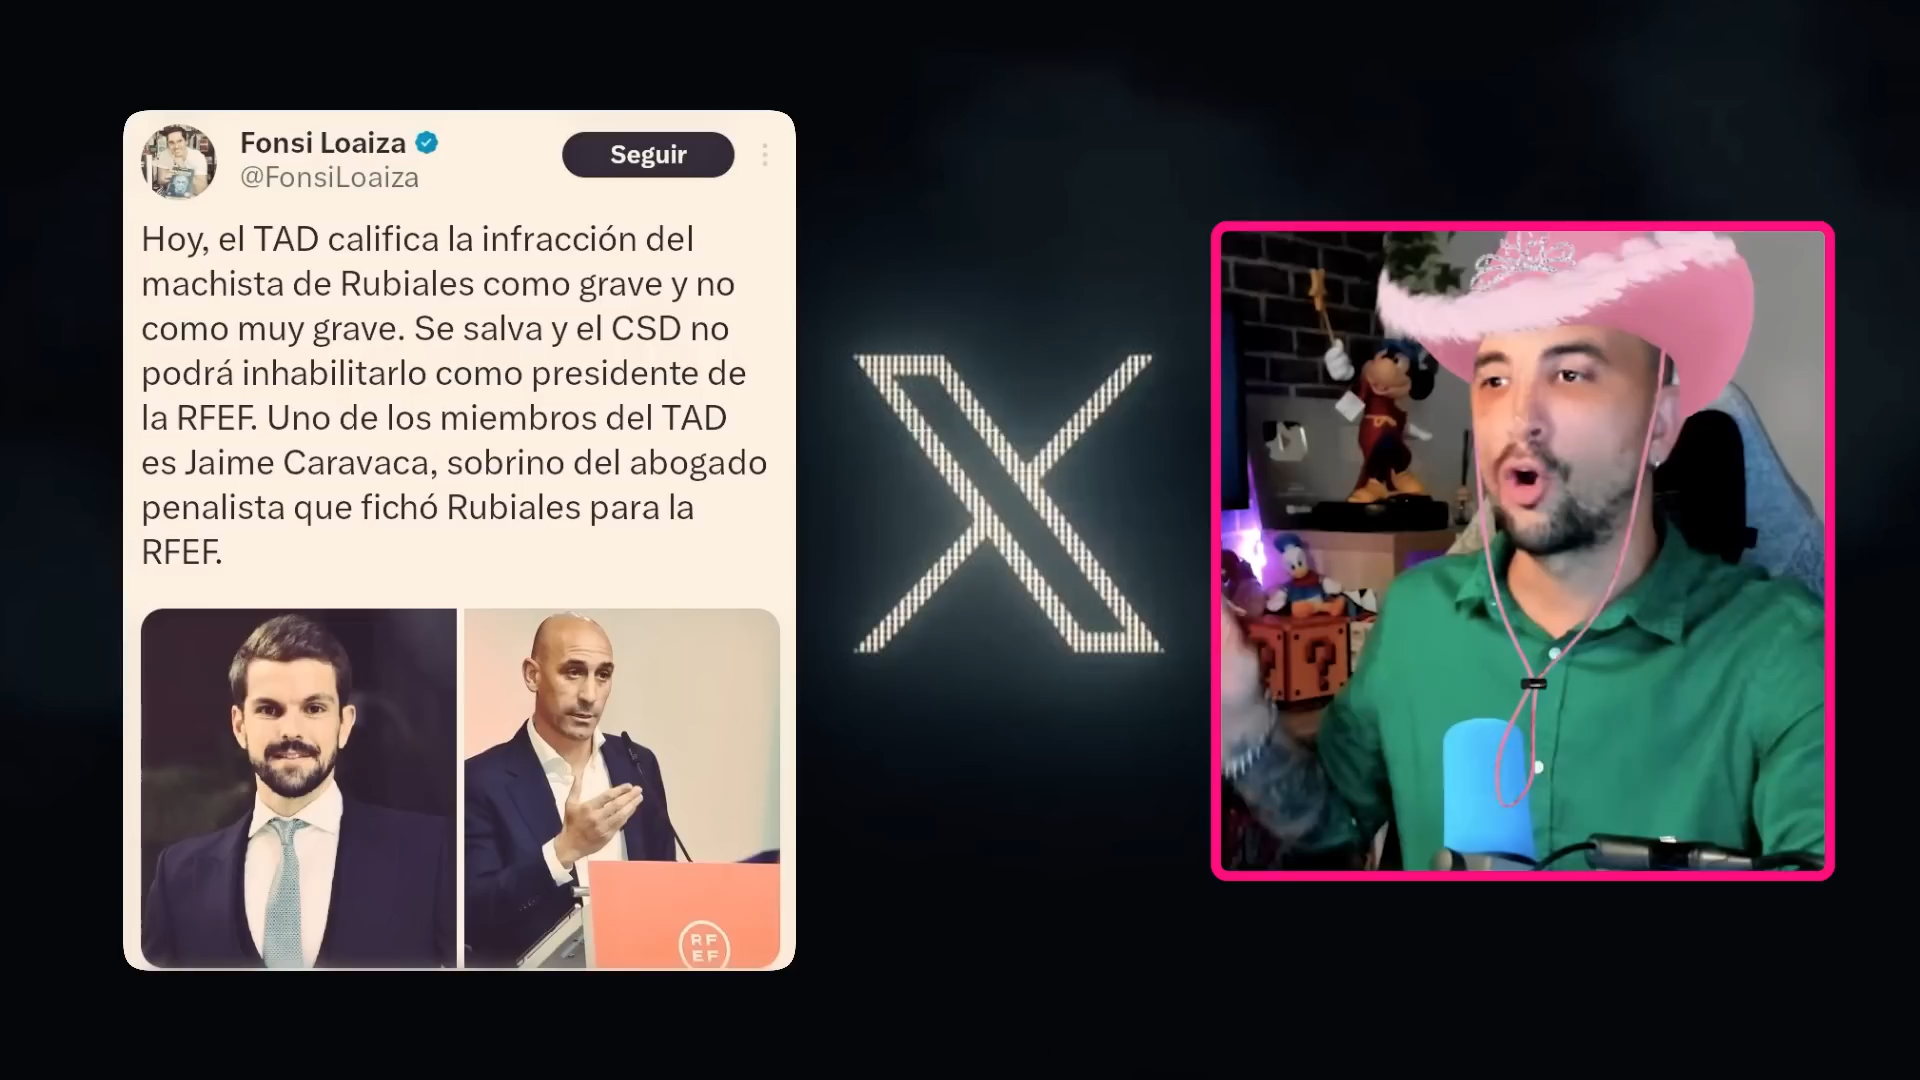 Fonsi Loaiza
Seguir
@FonsiLoaiza
Hoy, el TAD califica la infracción del
machista de Rubiales como grave y no
como muy grave. Se salva y el CSD no
podrá inhabilitarlo como presidente de
la RFEF. Uno de los miembros del TAD
es Jaime Caravaca, sobrino del abogado
penalista que fichó Rubiales para la
RFEF.
RF
EF
X
?